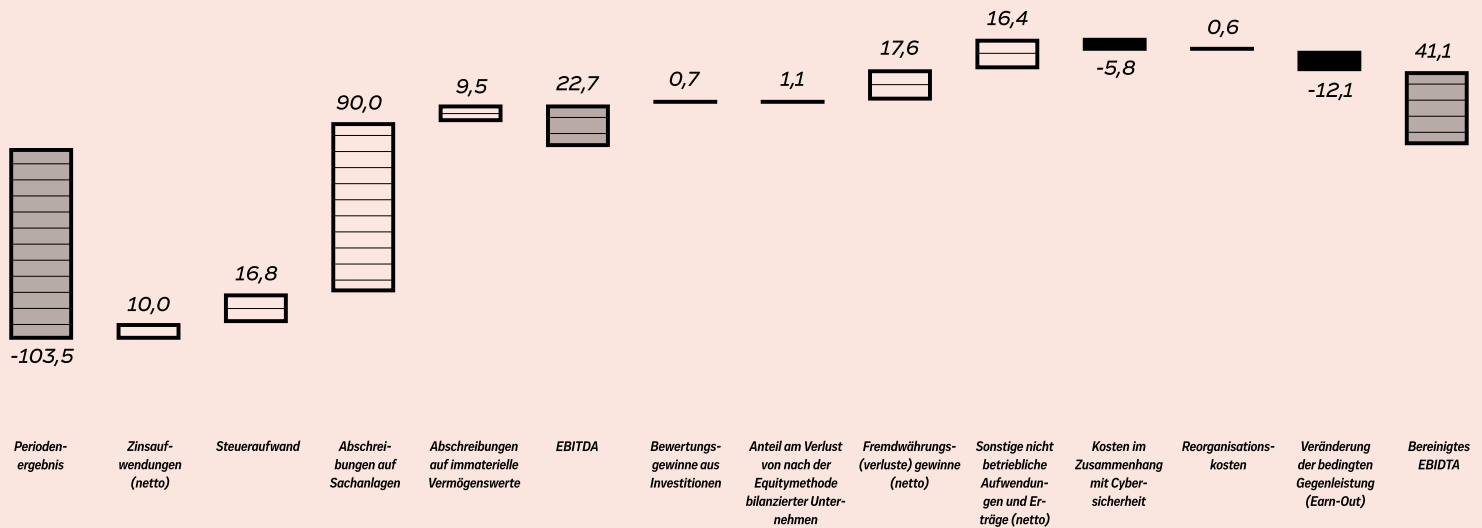 -103,5
10,0
16,8
90,0
9,5
22,7
0,7
1,1
17,6
16,4
-5,8
0,6
-12,1
41,1
Perioden-
ergebnis
Zinsauf-
wendungen
(netto)
Steueraufwand
Abschrei-
bungen auf
Sachanlagen
Abschreibungen
auf immaterielle
Vermögenswerte
EBITDA
Bewertungs-
gewinne aus
Investitionen
Anteil am Verlust
von nach der
Equitymethode
bilanzierter Unter-
nehmen
Fremdwährungs-
(verluste) gewinne
(netto)
Sonstige nicht
betriebliche
Aufwendun-
gen und Er-
träge (netto)
Kosten im
Zusammenhang
mit Cyber-
sicherheit
Reorganisations-
kosten
Veränderung
der bedingten
Gegenleistung
(Earn-Out)
Bereinigtes
EBIDTA